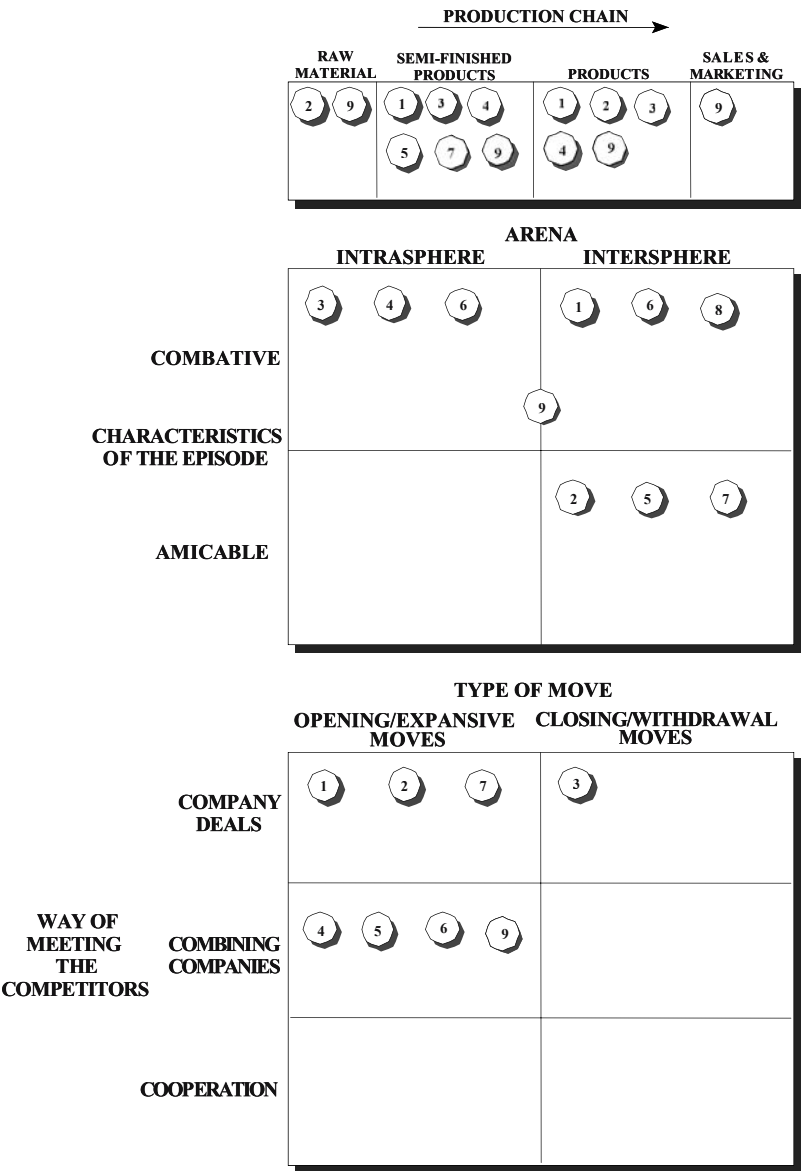 PRODUCTION CHAIN
RAW MATERIAL
SEMI-FINISHED PRODUCTS
PRODUCTS
SALES & MARKETING
2 9 1 3 4 1 2 3 9
5 7 9 4 9
ARENA
INTRASPHERE INTERSPHERE
3 4 6 1 6 8
COMBATIVE
9
CHARACTERISTICS
OF THE EPISODE
2 5 7
AMICABLE
TYPE OF MOVE
OPENING/EXPANSIVE MOVES
CLOSING/WITHDRAWAL MOVES
1 2 7 3
COMPANY
DEALS
4 5 6 9
WAY OF
MEETING
THE
COMPETITORS
COMBINING
COMPANIES
COOPERATION